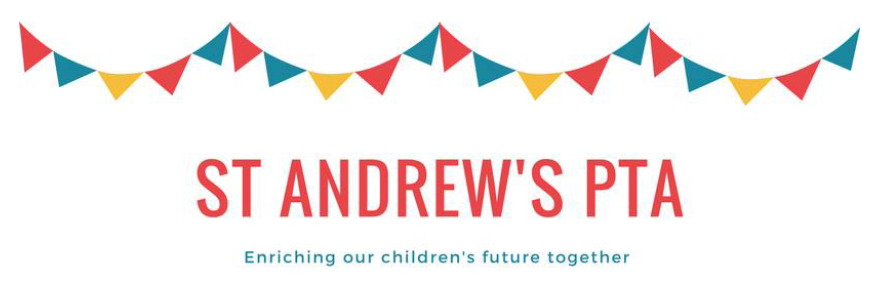 ST ANDREW'S PTA
Enriching our children's future together